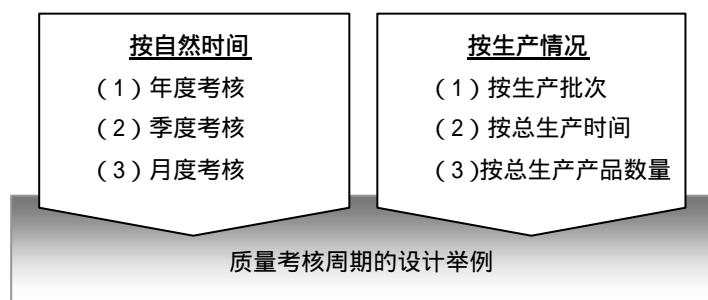 按自然时间
（1）年度考核
（2）季度考核
（3）月度考核
按生产情况
（1）按生产批次
（2）按总生产时间
（3）按总生产产品数量
质量考核周期的设计举例